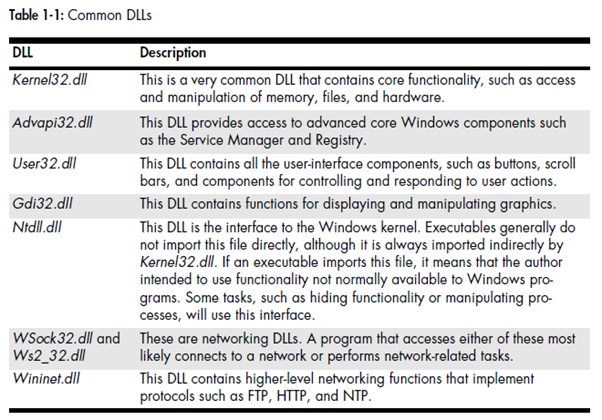 Table 1-1: Common DLLs
DLL Description
Kernel32.dll This is a very common DLL that contains core functionality, such as access
and manipulation of memory, files, and hardware.
Advapi32.dll This DLL provides access to advanced core Windows components such
as the Service Manager and Registry.
User32.dll This DLL contains all the user-interface components, such as buttons, scroll
bars, and components for controlling and responding to user actions.
Gdi32.dll This DLL contains functions for displaying and manipulating graphics.
Ntdll.dll This DLL is the interface to the Windows kernel. Executables generally do
not import this file directly, although it is always imported indirectly by
Kernel32.dll. If an executable imports this file, it means that the author
intended to use functionality not normally available to Windows pro-
grams. Some tasks, such as hiding functionality or manipulating pro-
cesses, will use this interface.
WSock32.dll and These are networking DLLs. A program that accesses either of these most
Ws2_32.dll likely connects to a network or performs network-related tasks.
Wininet.dll This DLL contains higher-level networking functions that implement
protocols such as FTP, HTTP, and NTP.